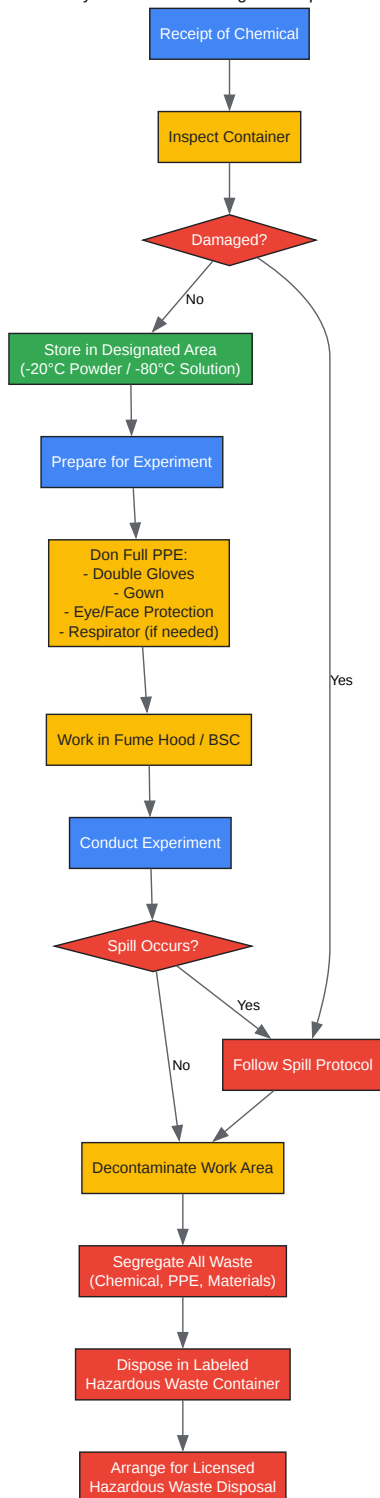 Receipt of Chemical
Inspect Container
Damaged?
No
Store in Designated Area
(-20°C Powder / -80°C Solution)
Prepare for Experiment
Don Full PPE:
- Double Gloves
- Gown
- Eye/Face Protection
- Respirator (if needed)
Yes
Work in Fume Hood / BSC
Conduct Experiment
Spill Occurs?
Yes
No
Follow Spill Protocol
Decontaminate Work Area
Segregate All Waste
(Chemical, PPE, Materials)
Dispose in Labeled
Hazardous Waste Container
Arrange for Licensed
Hazardous Waste Disposal